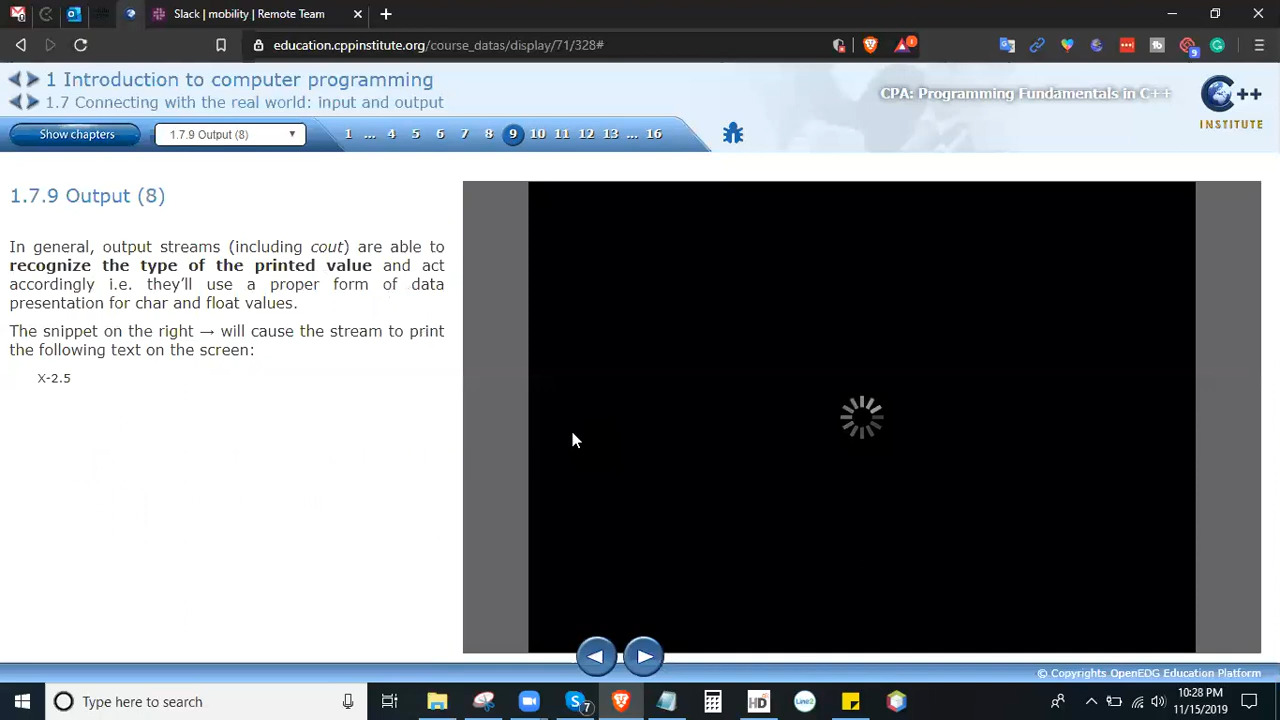 Slack | mobility | Remote Team
education.cppinstitute.org/course_datas/display/71/328#
1 Introduction to computer programming
1.7 Connecting with the real world: input and output
CPA: Programming Fundamentals in C++
C++
INSTITUTE
Show chapters
1.7.9 Output (8)
1 ... 4 5 6 7 8 9 10 11 12 13 ... 16
1.7.9 Output (8)
In general, output streams (including cout) are able to
recognize the type of the printed value and act
accordingly i.e. they'll use a proper form of data
presentation for char and float values.
The snippet on the right → will cause the stream to print
the following text on the screen:
X-2.5
© Copyrights OpenEDG Education Platform
Type here to search
7
HD
Line2
10:28 PM
11/15/2019
9